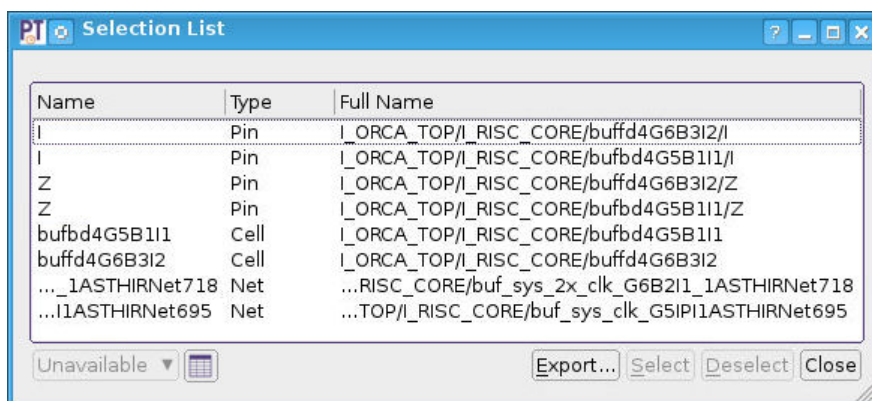 PT Selection List
Name Type Full Name
I Pin I_ORCA_TOP/I_RISC_CORE/buffd4G6B3I2/I
I Pin I_ORCA_TOP/I_RISC_CORE/bufbd4G5B1I1/I
Z Pin I_ORCA_TOP/I_RISC_CORE/buffd4G6B3I2/Z
Z Pin I_ORCA_TOP/I_RISC_CORE/bufbd4G5B1I1/Z
bufbd4G5B1I1 Cell I_ORCA_TOP/I_RISC_CORE/bufbd4G5B1I1
buffd4G6B3I2 Cell I_ORCA_TOP/I_RISC_CORE/buffd4G6B3I2
..._1ASTHIRNet718 Net ...RISC_CORE/buf_sys_2x_clk_G6B2I1_1ASTHIRNet718
...I1ASTHIRNet695 Net ...TOP/I_RISC_CORE/buf_sys_clk_G5IPI1ASTHIRNet695
Unavailable Export... Select Deselect Close